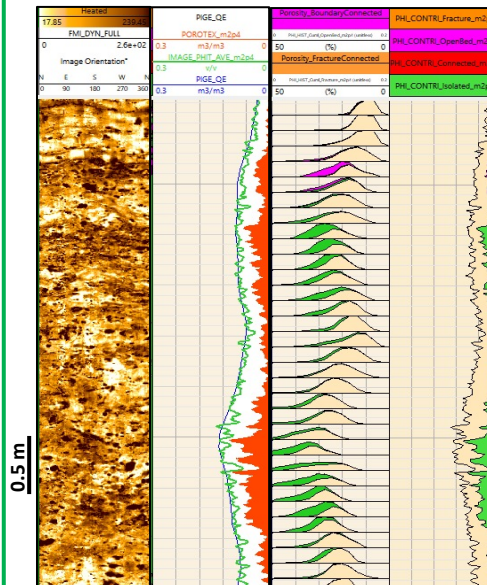 Heated
17.85 239.45
FMI_DYN_FULL
0 2.6e+02
Image Orientation°
N E S W N
0 90 180 270 360
PIGE_QE
POROTEX_m2p4
0.3 m3/m3 0
IMAGE_PHIT_AVE_m2p4
0.3 v/v 0
PIGE_QE
0.3 m3/m3 0
Porosity_BoundaryConnected
50 (%) 0
Porosity_FractureConnected
50 (%) 0
PHI_CONTRI_Fracture_m2
PHI_CONTRI_OpenBed_m2p
PHI_CONTRI_Connected_m
PHI_CONTRI_Isolated_m2p
0.5 m